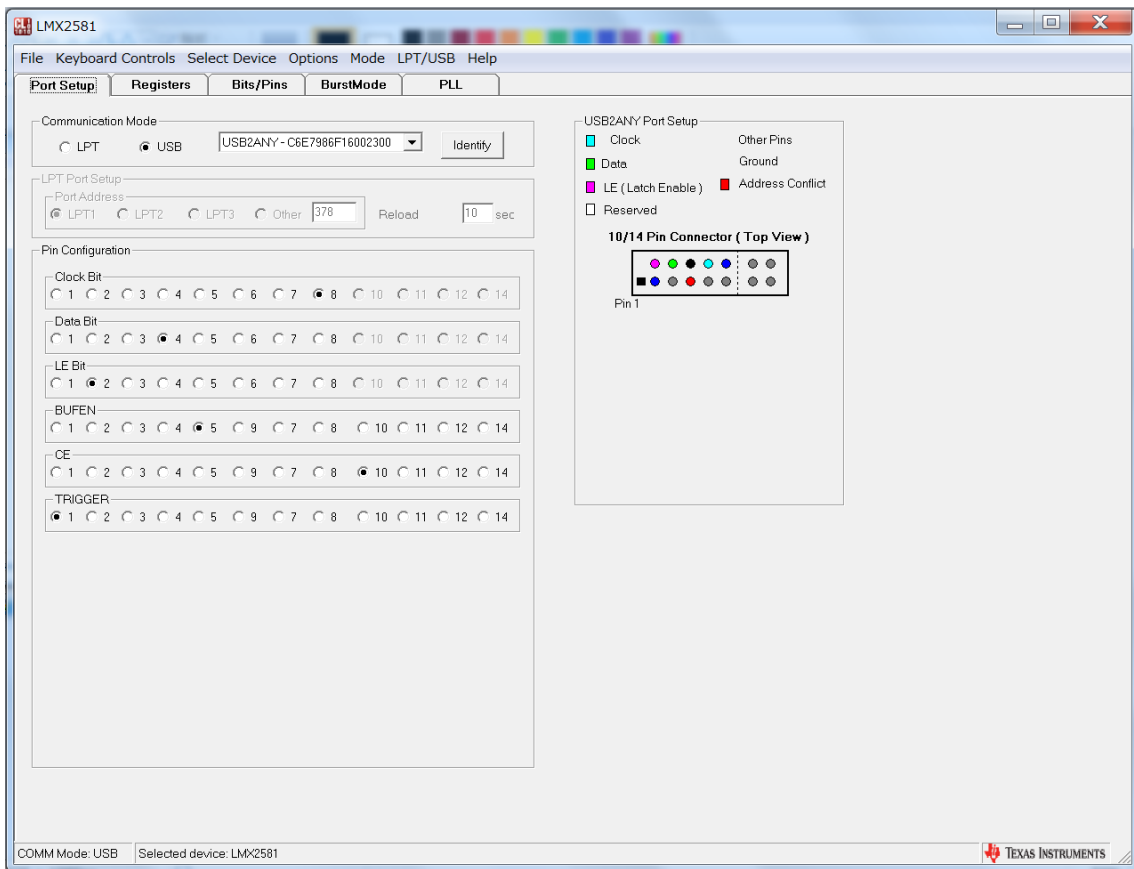 LMX2581
File Keyboard Controls Select Device Options Mode LPT/USB Help
Port Setup Registers Bits/Pins BurstMode PLL
Communication Mode
LPT USB USB2ANY - C6E7986F16002300 Identify
LPT Port Setup
Port Address
LPT1 LPT2 LPT3 Other 378 Reload 10 sec
Pin Configuration
Clock Bit
1 2 3 4 5 6 7 8 10 11 12 14
Data Bit
1 2 3 4 5 6 7 8 10 11 12 14
LE Bit
1 2 3 4 5 6 7 8 10 11 12 14
BUFEN
1 2 3 4 5 9 7 8 10 11 12 14
CE
1 2 3 4 5 9 7 8 10 11 12 14
TRIGGER
1 2 3 4 5 9 7 8 10 11 12 14
USB2ANY Port Setup
Clock Other Pins
Data Ground
LE ( Latch Enable ) Address Conflict
Reserved
10/14 Pin Connector ( Top View )
Pin 1
COMM Mode: USB Selected device: LMX2581 TEXAS INSTRUMENTS